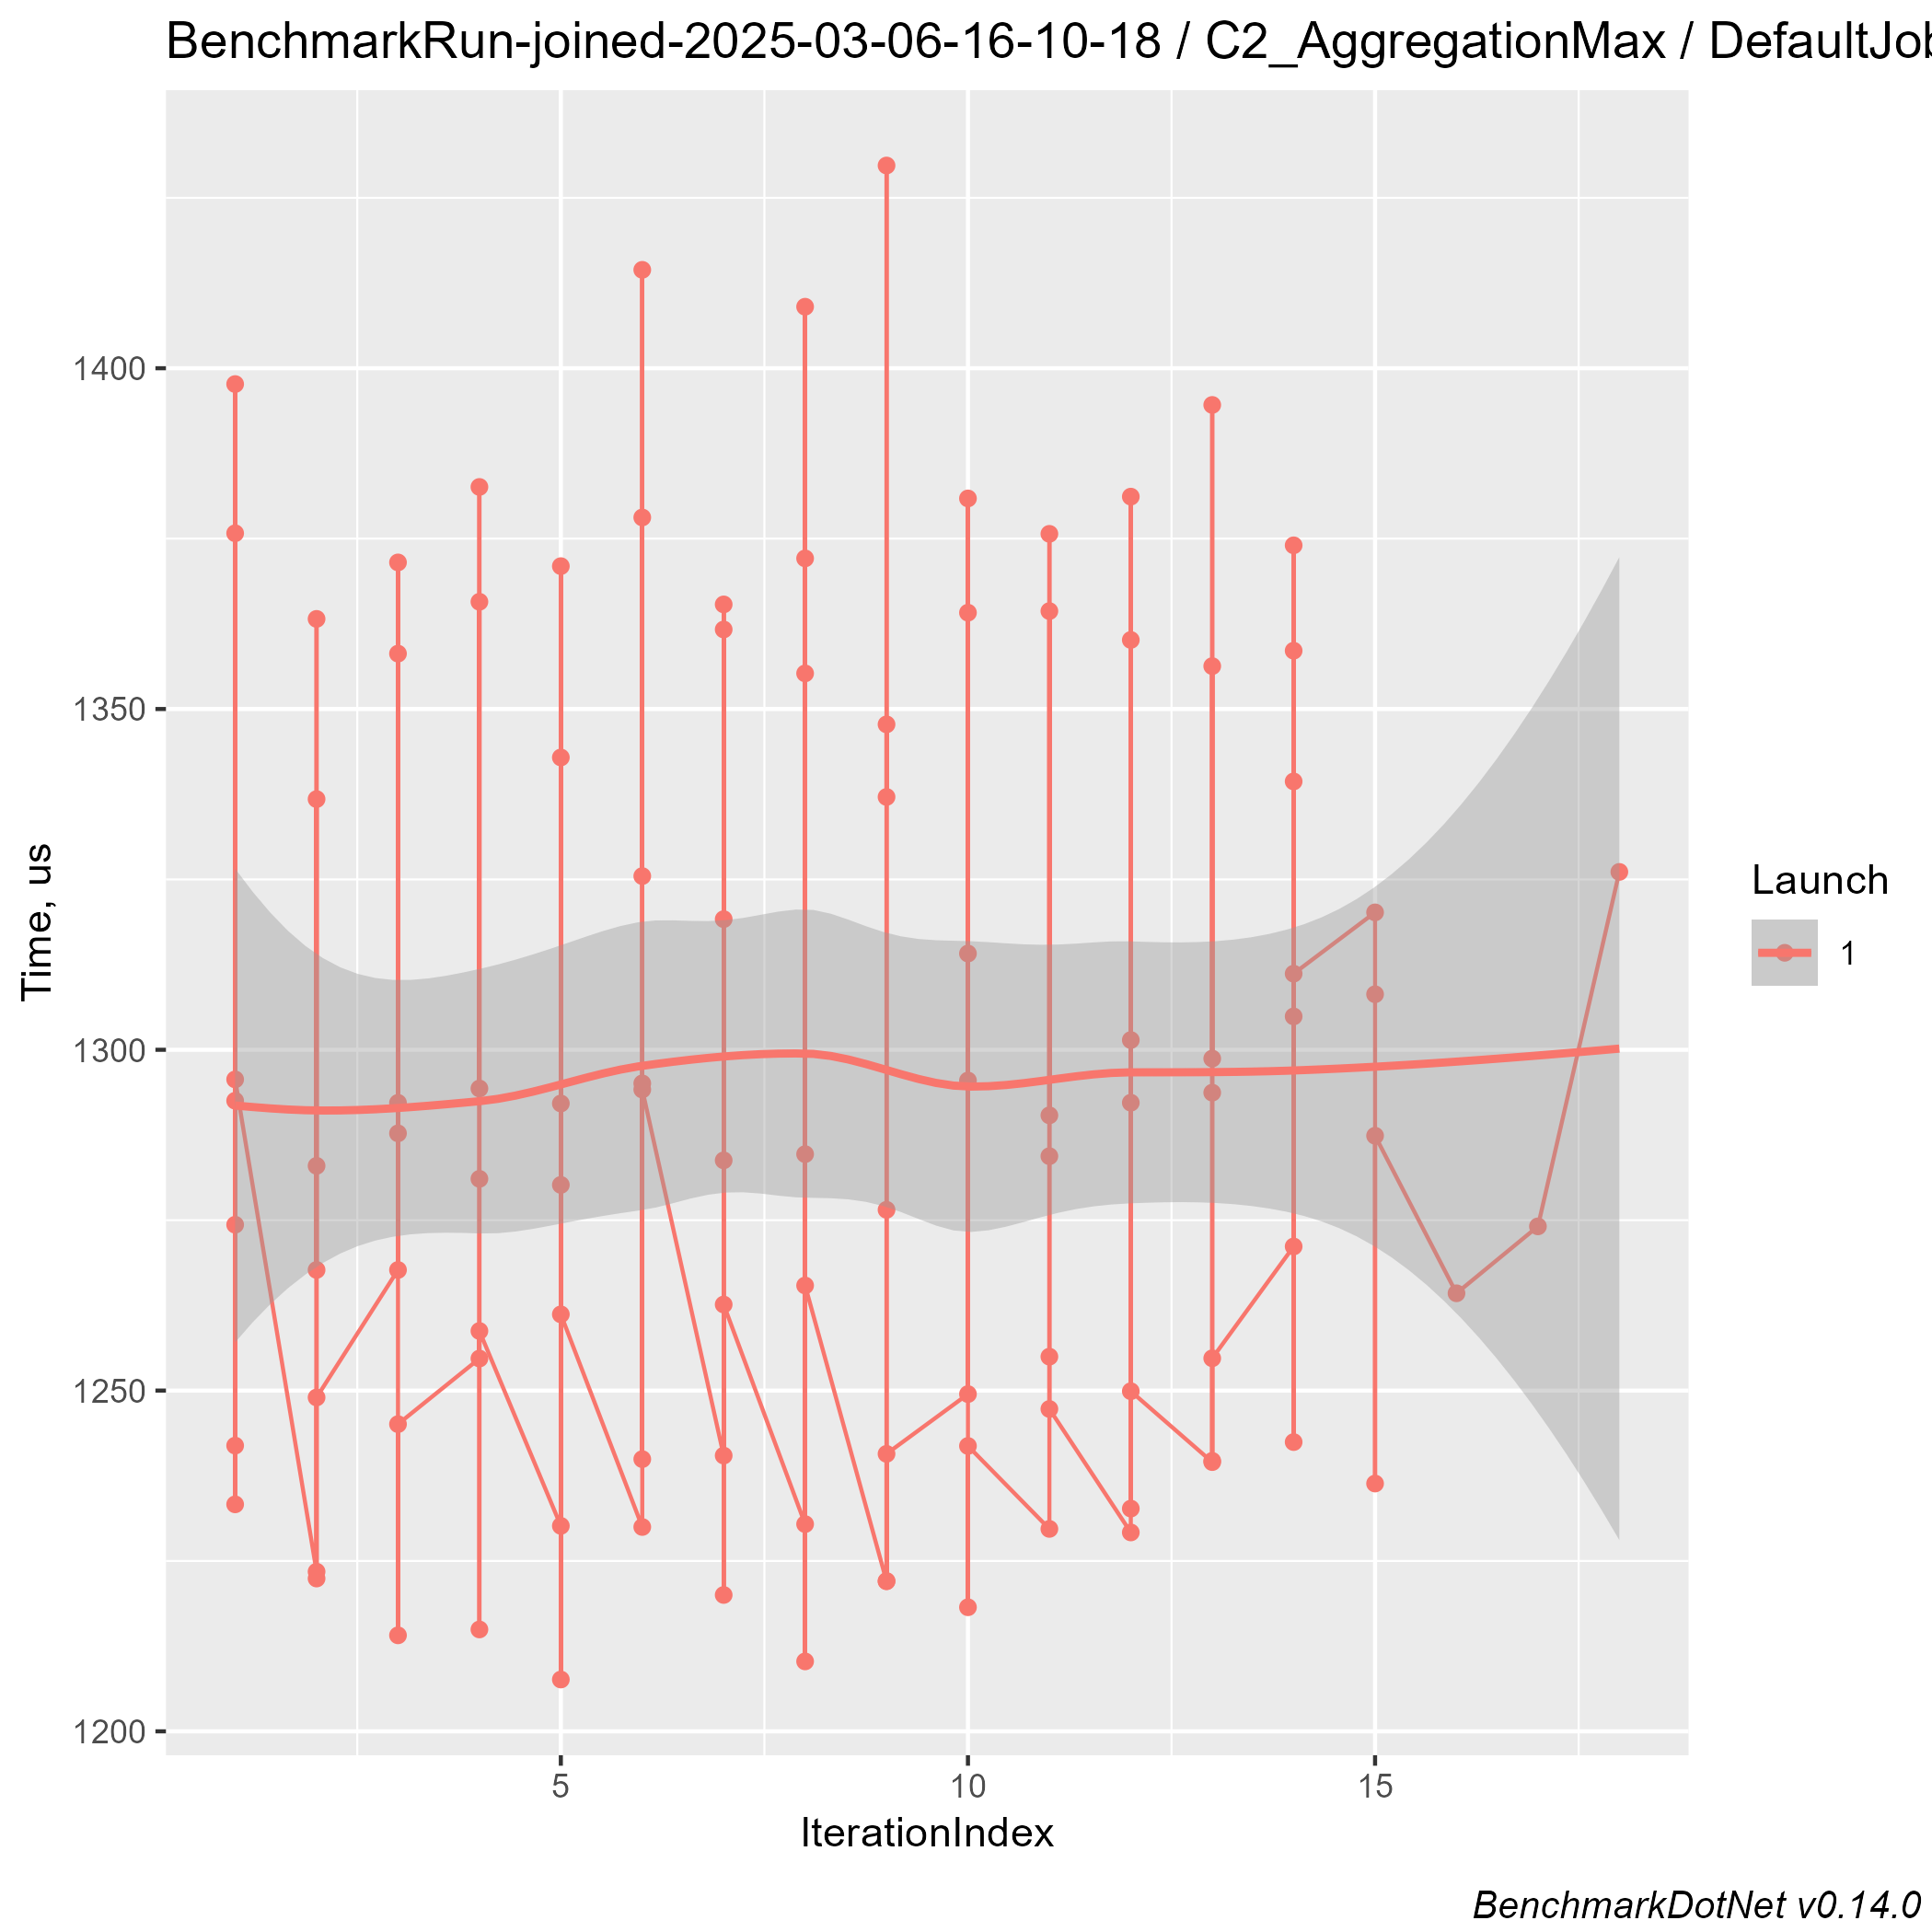 BenchmarkRun-joined-2025-03-06-16-10-18 / C2_AggregationMax / DefaultJob
Time, us
1400
1350
1300
1250
1200
5
10
15
IterationIndex
Launch
1
BenchmarkDotNet v0.14.0